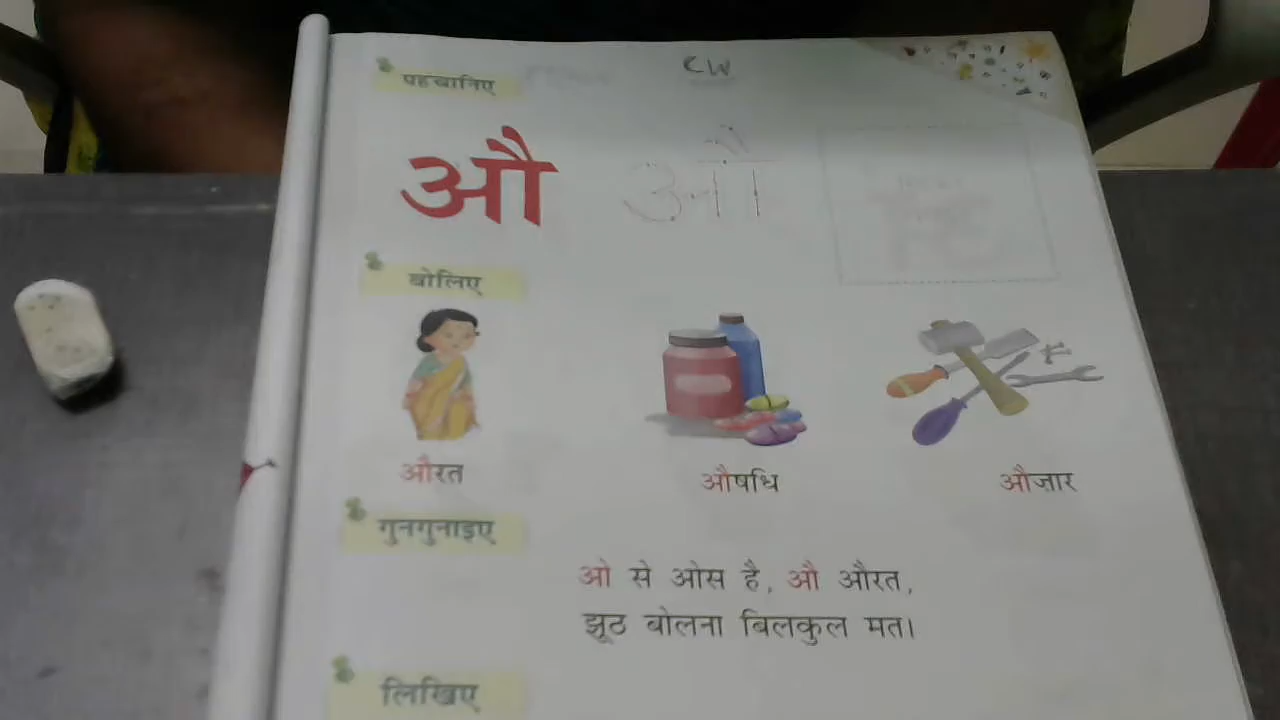 CW
पहचानिए
औ औ
बोलिए
औरत औषधि औज़ार
गुनगुनाइए
ओ से ओस है, औ औरत,
झूठ बोलना बिलकुल मत।
लिखिए